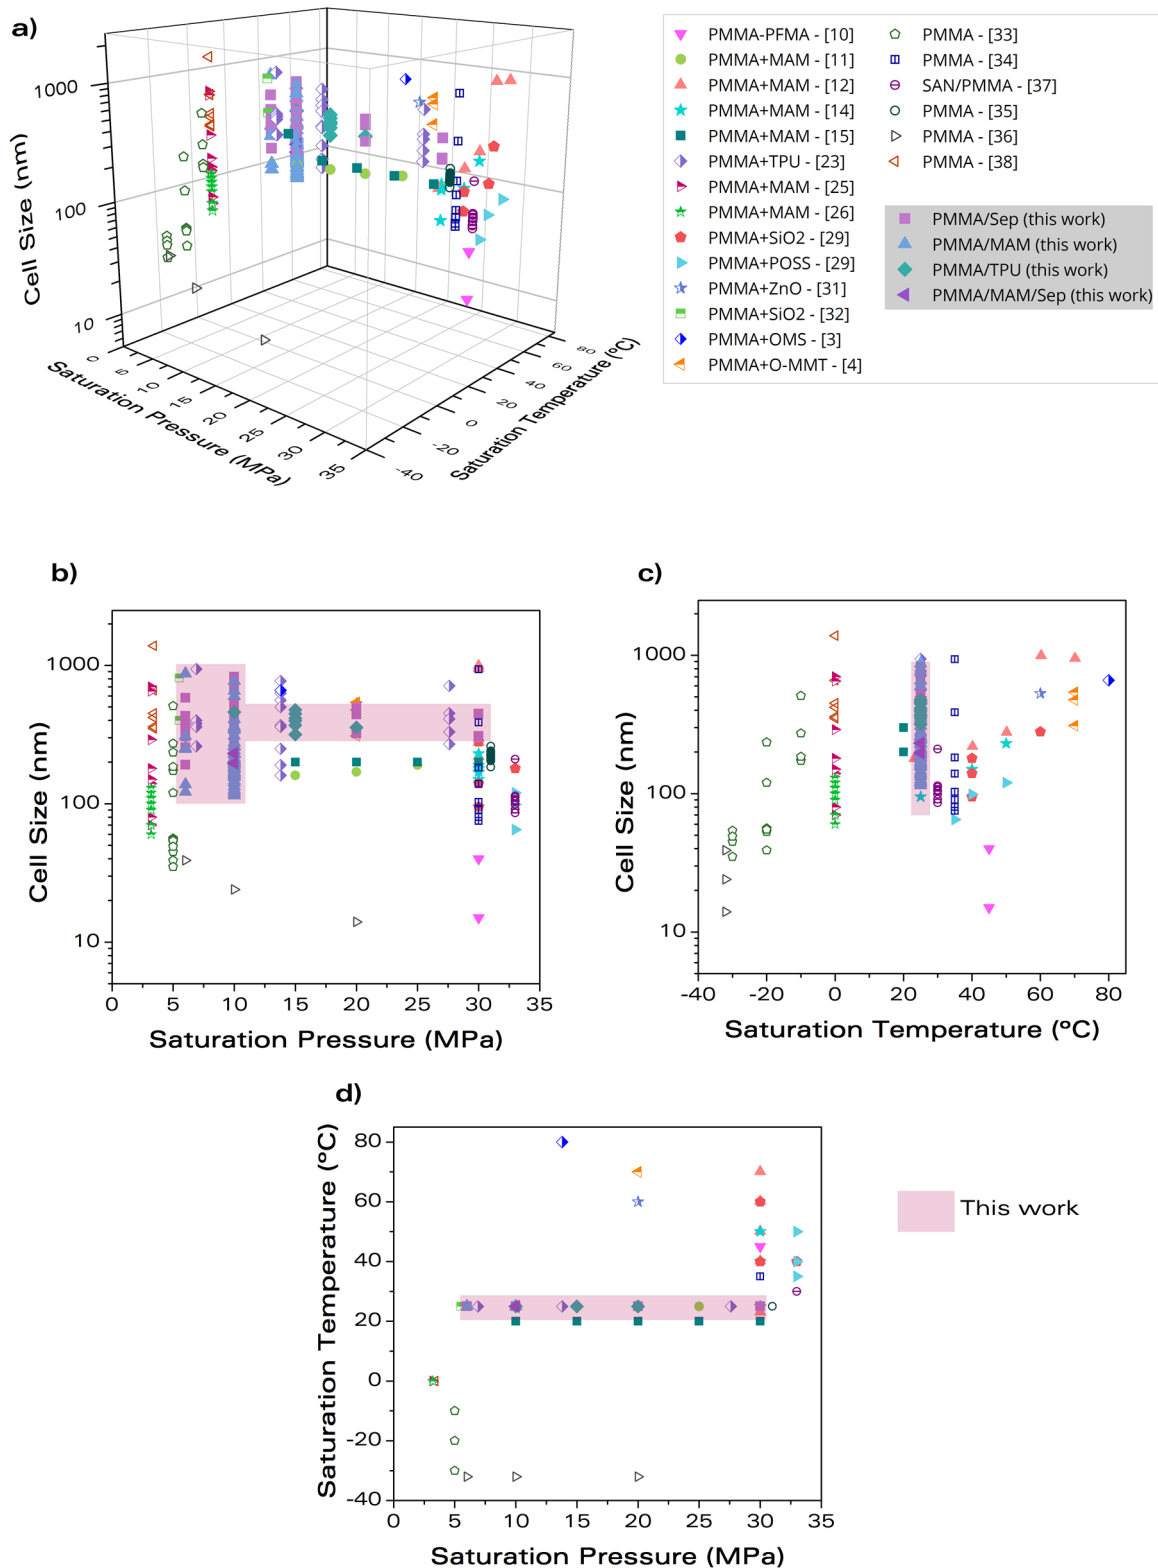 a)
1000
100
10
Cell Size (nm)
0
5
10
15
20
25
30
35
Saturation Pressure (MPa)
-40
-20
0
20
40
60
80
Saturation Temperature (ºC)
PMMA-PFMA - [10]
PMMA+MAM - [11]
PMMA+MAM - [12]
PMMA+MAM - [14]
PMMA+MAM - [15]
PMMA+TPU - [23]
PMMA+MAM - [25]
PMMA+MAM - [26]
PMMA+SiO2 - [29]
PMMA+POSS - [29]
PMMA+ZnO - [31]
PMMA+SiO2 - [32]
PMMA+OMS - [3]
PMMA+O-MMT - [4]
PMMA - [33]
PMMA - [34]
SAN/PMMA - [37]
PMMA - [35]
PMMA - [36]
PMMA - [38]
PMMA/Sep (this work)
PMMA/MAM (this work)
PMMA/TPU (this work)
PMMA/MAM/Sep (this work)
b)
1000
100
10
Cell Size (nm)
0 5 10 15 20 25 30 35
Saturation Pressure (MPa)
c)
1000
100
10
Cell Size (nm)
-40 -20 0 20 40 60 80
Saturation Temperature (ºC)
d)
80
60
40
20
0
-20
-40
Saturation Temperature (ºC)
0 5 10 15 20 25 30 35
Saturation Pressure (MPa)
This work